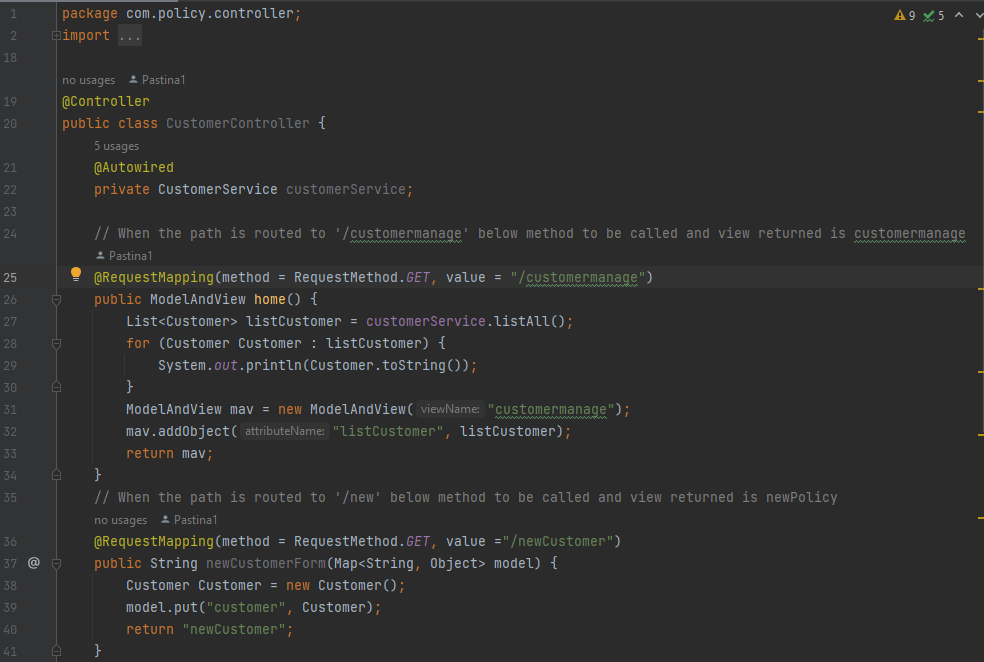 1 package com.policy.controller; 9 5
2 import ...
18
no usages Pastina1
19 @Controller
20 public class CustomerController {
5 usages
21 @Autowired
22 private CustomerService customerService;
23
24 // When the path is routed to '/customermanage' below method to be called and view returned is customermanage
Pastina1
25 @RequestMapping(method = RequestMethod.GET, value = "/customermanage")
26 public ModelAndView home() {
27 List<Customer> listCustomer = customerService.listAll();
28 for (Customer Customer : listCustomer) {
29 System.out.println(Customer.toString());
30 }
31 ModelAndView mav = new ModelAndView( viewName: "customermanage");
32 mav.addObject( attributeName: "listCustomer", listCustomer);
33 return mav;
34 }
35 // When the path is routed to '/new' below method to be called and view returned is newPolicy
no usages Pastina1
36 @RequestMapping(method = RequestMethod.GET, value ="/newCustomer")
37 @ public String newCustomerForm(Map<String, Object> model) {
38 Customer Customer = new Customer();
39 model.put("customer", Customer);
40 return "newCustomer";
41 }